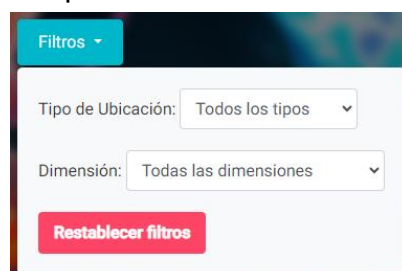 Filtros
Tipo de Ubicación: Todos los tipos
Dimensión: Todas las dimensiones
Restablecer filtros